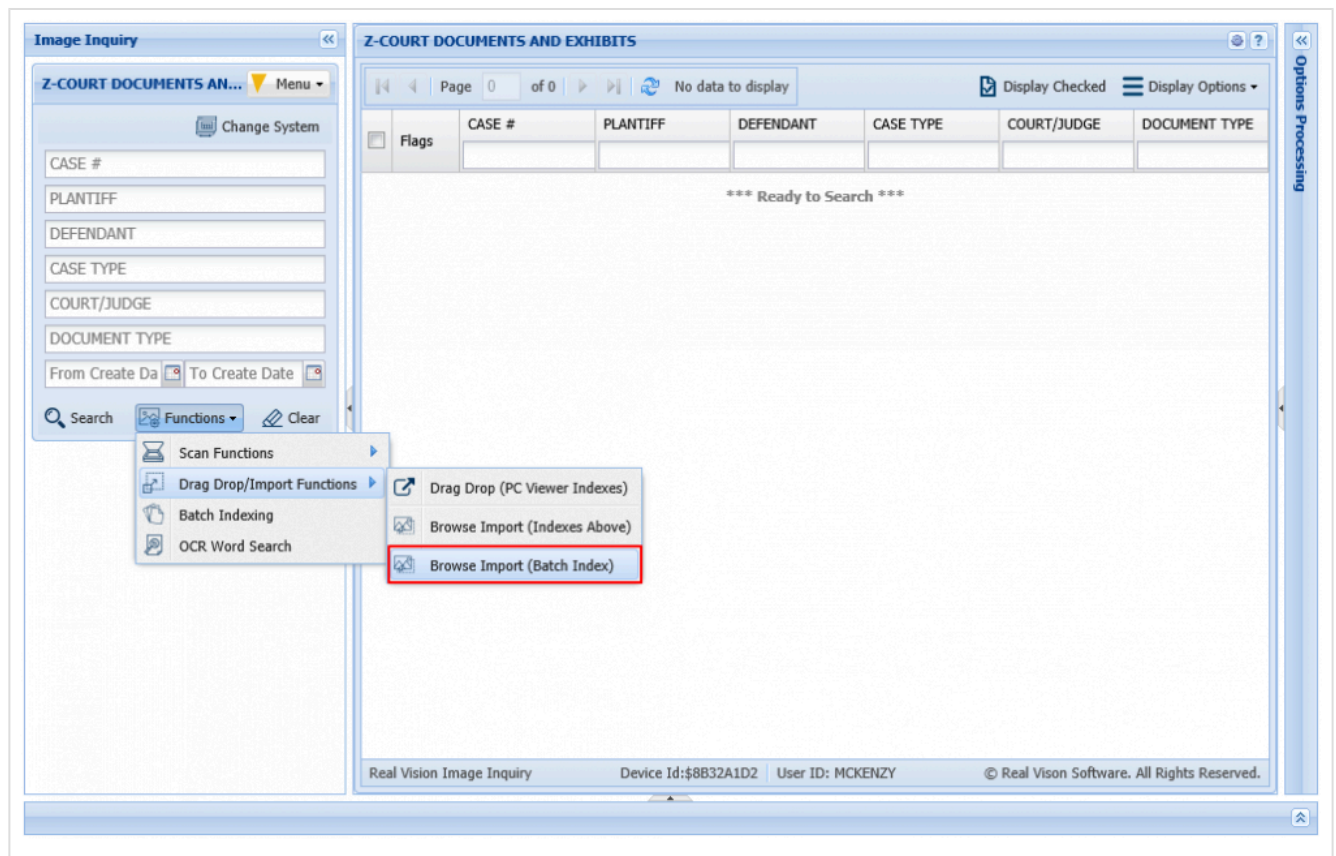 Image Inquiry
Z-COURT DOCUMENTS AN... Menu
Change System
CASE #
PLANTIFF
DEFENDANT
CASE TYPE
COURT/JUDGE
DOCUMENT TYPE
From Create Da To Create Date
Search Functions Clear
Scan Functions
Drag Drop/Import Functions
Batch Indexing
OCR Word Search
Drag Drop (PC Viewer Indexes)
Browse Import (Indexes Above)
Browse Import (Batch Index)
Z-COURT DOCUMENTS AND EXHIBITS
Page 0 of 0 No data to display Display Checked Display Options
Flags CASE # PLANTIFF DEFENDANT CASE TYPE COURT/JUDGE DOCUMENT TYPE
*** Ready to Search ***
Real Vision Image Inquiry Device Id:$8B32A1D2 User ID: MCKENZY © Real Vison Software. All Rights Reserved.
Options Processing